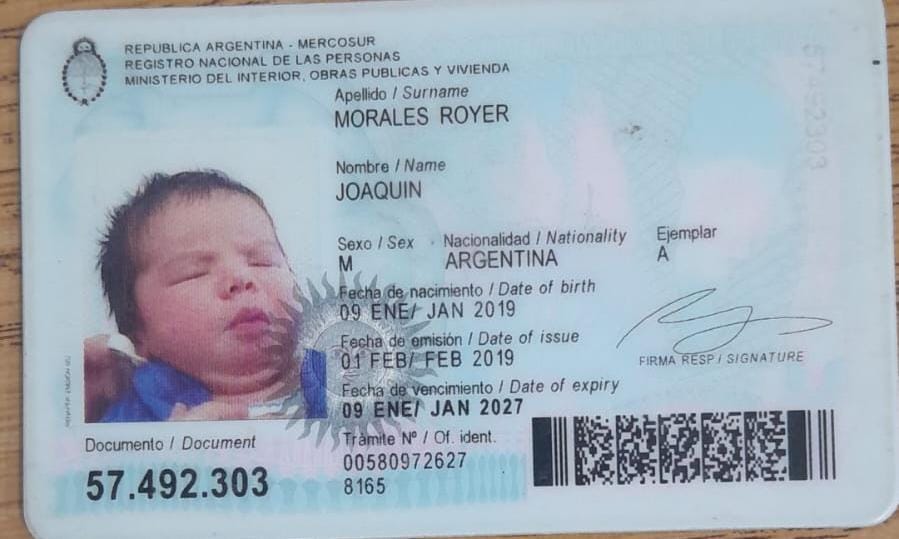 REPUBLICA ARGENTINA - MERCOSUR
REGISTRO NACIONAL DE LAS PERSONAS
MINISTERIO DEL INTERIOR, OBRAS PUBLICAS Y VIVIENDA
Apellido / Surname
MORALES ROYER
Nombre / Name
JOAQUIN
Sexo / Sex Nacionalidad / Nationality Ejemplar
M ARGENTINA A
Fecha de nacimiento / Date of birth
09 ENE/ JAN 2019
Fecha de emisión / Date of issue
01 FEB/ FEB 2019
FIRMA RESP / SIGNATURE
Fecha de vencimiento / Date of expiry
09 ENE/ JAN 2027
Documento / Document
57.492.303
Trámite Nº / Of. ident.
00580972627
8165